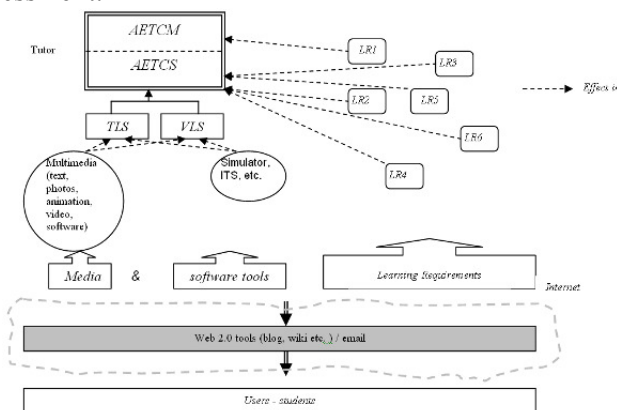 AETCM
Tutor
AETCS
LR1
LR3
LR2
LR5
LR6
LR4
Effect
TLS
VLS
Multimedia
(text,
photos,
animation,
video,
software)
Simulator,
ITS, etc.
Media
&
software tools
Learning Requirements
Internet
Web 2.0 tools (blog, wiki etc, ) / email
Users - students